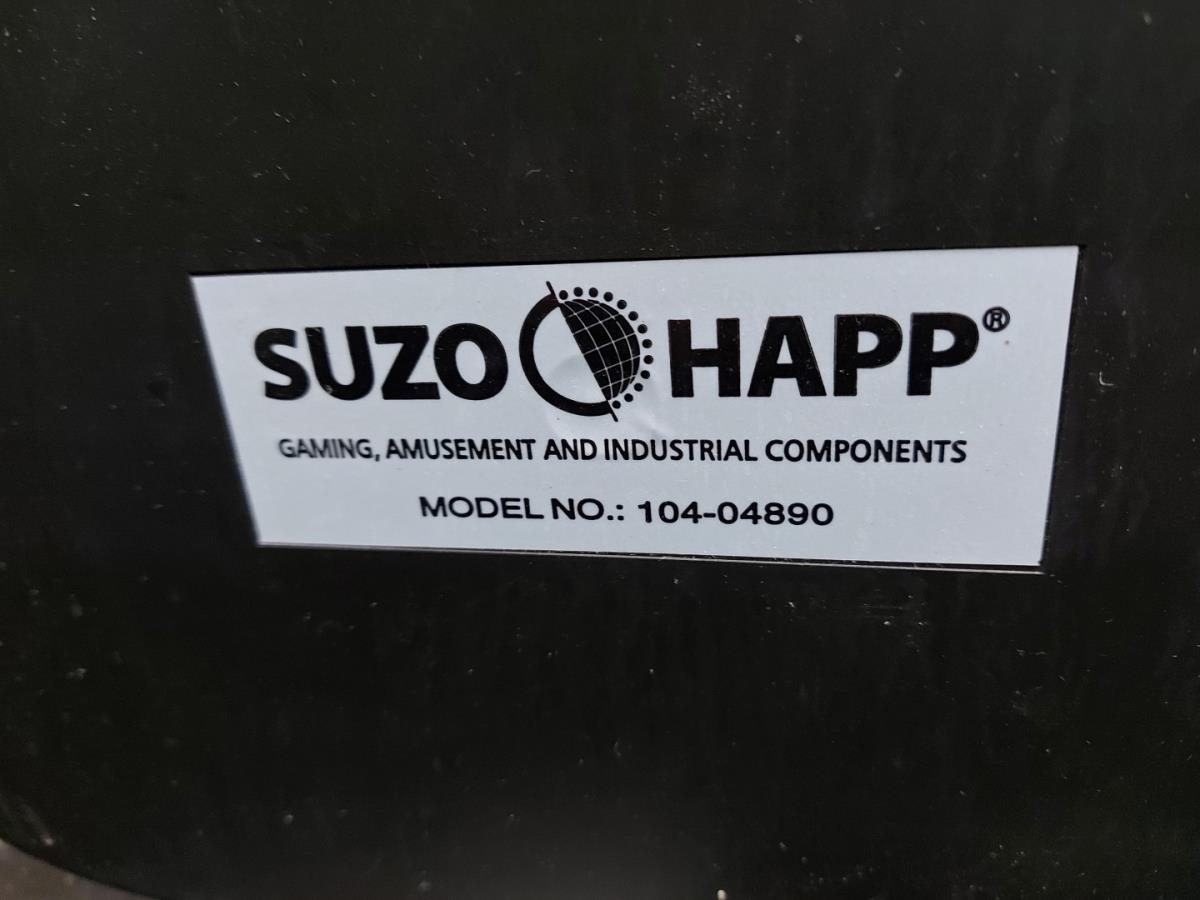 SUZO HAPP®
GAMING, AMUSEMENT AND INDUSTRIAL COMPONENTS
MODEL NO.: 104-04890